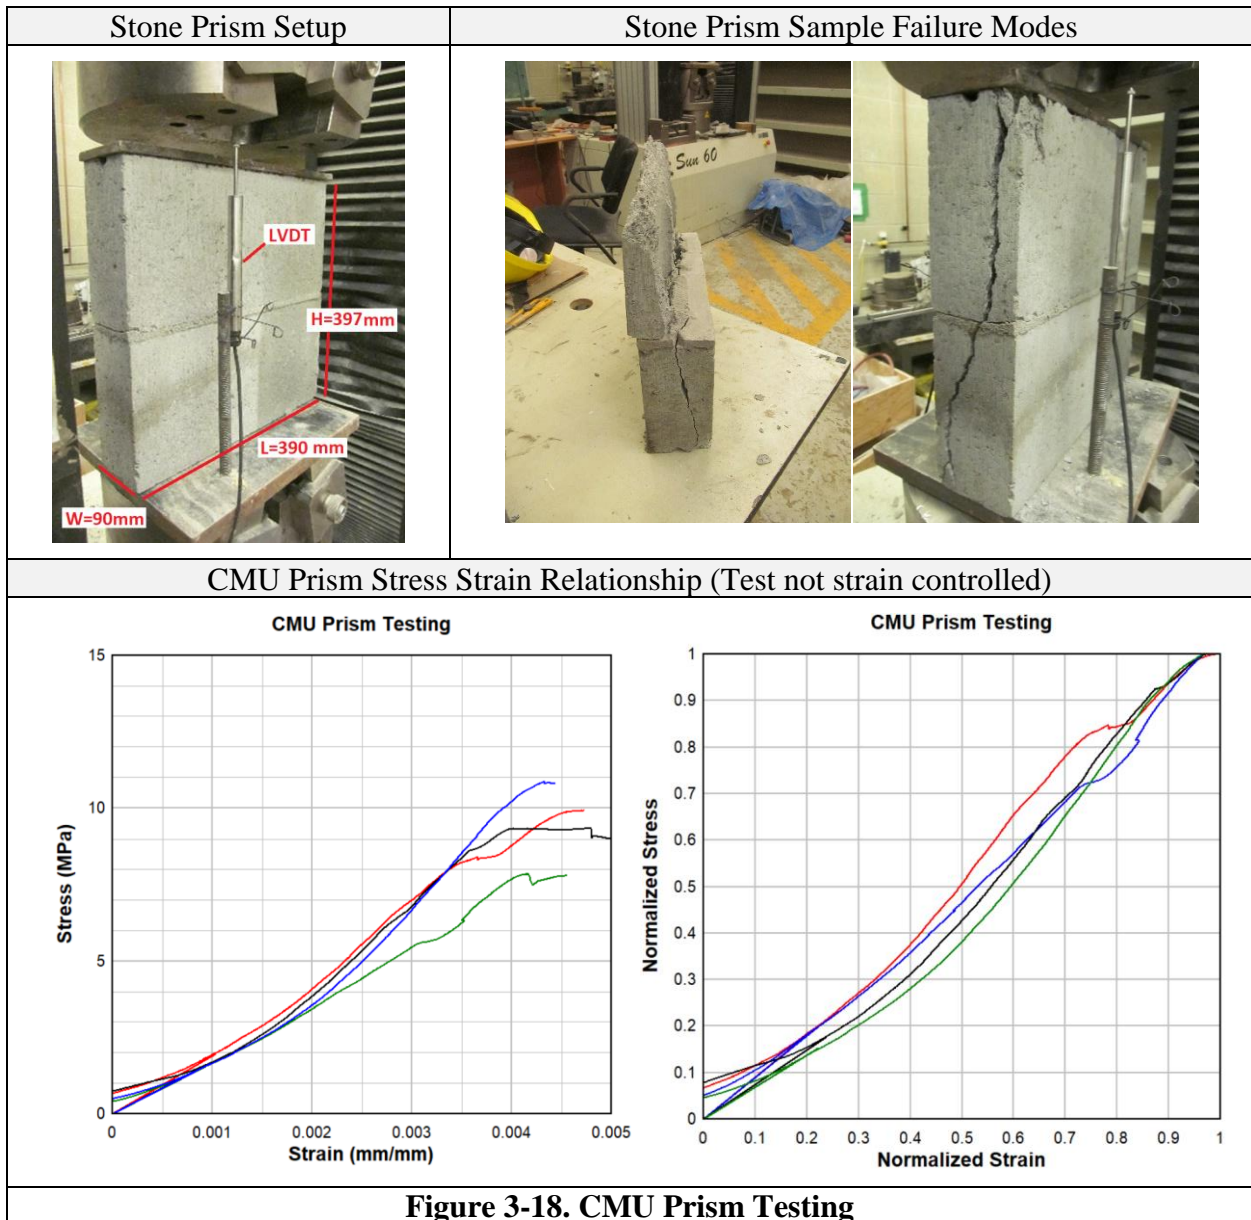 Stone Prism Setup
Stone Prism Sample Failure Modes
LVDT
H=397mm
L=390 mm
W=90mm
Sun 60
CMU Prism Stress Strain Relationship (Test not strain controlled)
CMU Prism Testing
15
10
5
0
Stress (MPa)
0 0.001 0.002 0.003 0.004 0.005
Strain (mm/mm)
CMU Prism Testing
1
0.9
0.8
0.7
0.6
0.5
0.4
0.3
0.2
0.1
0
Normalized Stress
0 0.1 0.2 0.3 0.4 0.5 0.6 0.7 0.8 0.9 1
Normalized Strain
Figure 3-18. CMU Prism Testing